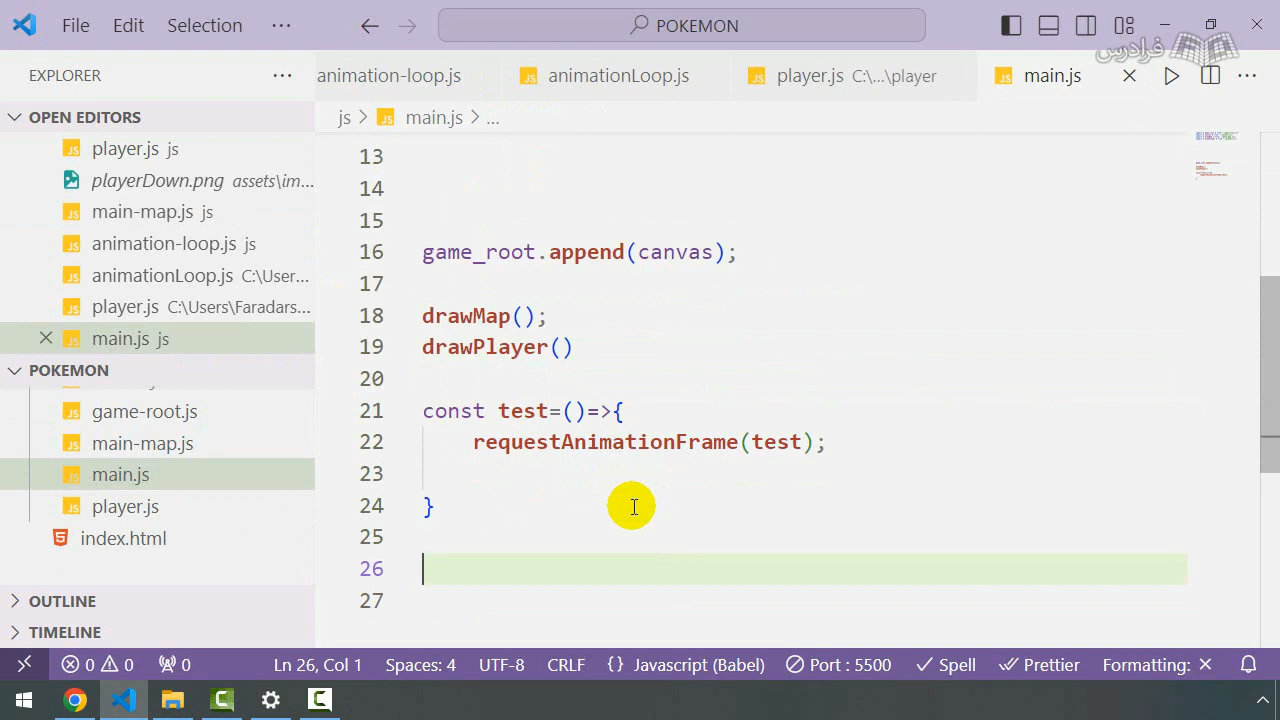 File Edit Selection ··· POKEMON
فرادرس
EXPLORER ···
animation-loop.js animationLoop.js player.js C:\...\player main.js ···
OPEN EDITORS
js > main.js > ...
player.js js
playerDown.png assets\im...
main-map.js js
animation-loop.js js
animationLoop.js C:\User...
player.js C:\Users\Faradars...
main.js js
POKEMON
game-root.js
main-map.js
main.js
player.js
index.html
OUTLINE
TIMELINE
13
14
15
16 game_root.append(canvas);
17
18 drawMap();
19 drawPlayer()
20
21 const test=()=>{
22 requestAnimationFrame(test);
23
24 }
25
26
27
0 0 0 Ln 26, Col 1 Spaces: 4 UTF-8 CRLF {} Javascript (Babel) Port : 5500 Spell Prettier Formatting: ×